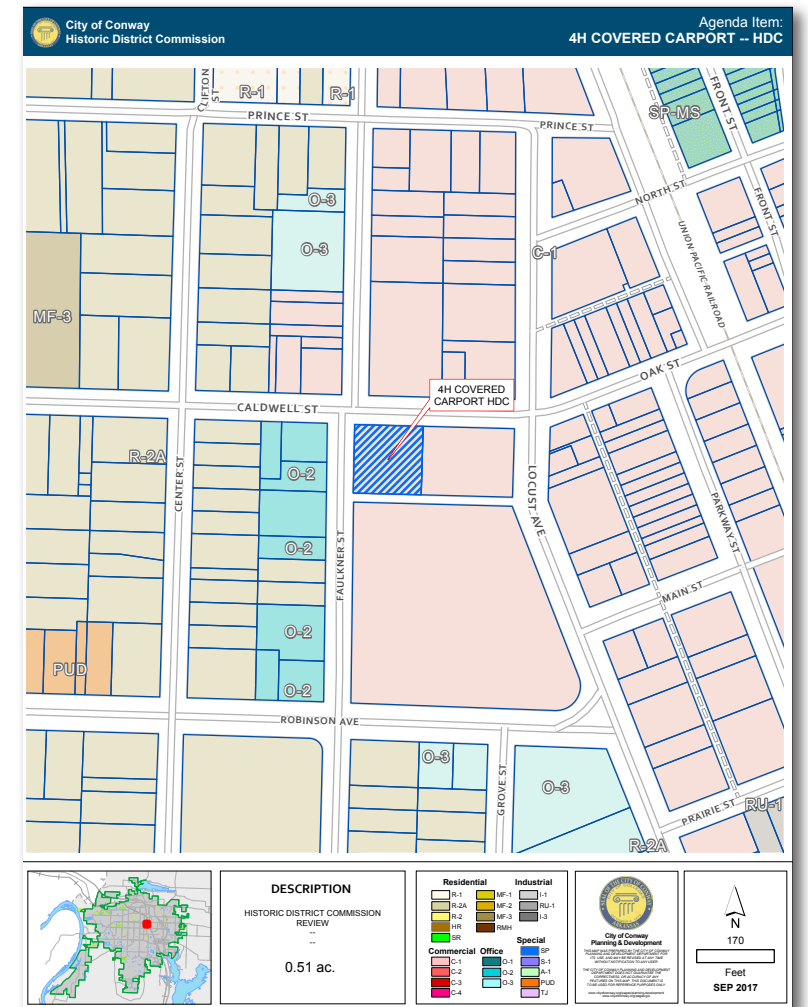 City of Conway
Historic District Commission
Agenda Item:
4H COVERED CARPORT -- HDC
CLIFTON ST
R-1
R-1
PRINCE ST
PRINCE ST
SP-MS
FRONT ST
NORTH ST
FRONT ST
UNION PACIFIC RAILROAD
O-3
O-3
C-1
MF-3
OAK ST
4H COVERED
CARPORT HDC
CALDWELL ST
R-2A
CENTER ST
O-2
O-2
O-2
O-2
FAULKNER ST
LOCUST AVE
PARKWAY ST
MAIN ST
PUD
ROBINSON AVE
O-3
GROVE ST
O-3
PRAIRIE ST
RU-1
R-2A
DESCRIPTION
HISTORIC DISTRICT COMMISSION
REVIEW
--
--
0.51 ac.
Residential
R-1
R-2A
R-2
HR
SR
MF-1
MF-2
MF-3
RMH
Industrial
I-1
RU-1
I-3
Commercial
C-1
C-2
C-3
C-4
Office
O-1
O-2
O-3
Special
SP
S-1
A-1
PUD
TJ
City of Conway
Planning & Development
N
170
Feet
SEP 2017